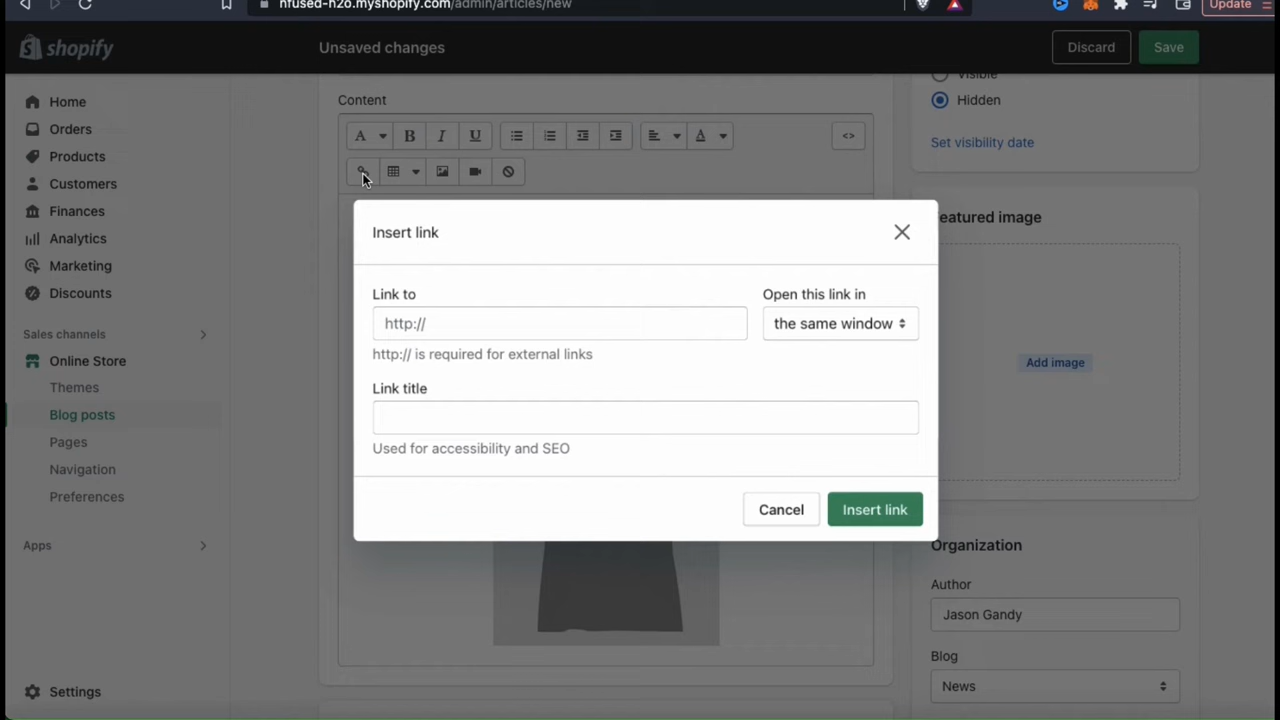 nfused-h2o.myshopify.com/admin/articles/new
Update
shopify
Unsaved changes
Discard
Save
Home
Orders
Products
Customers
Finances
Analytics
Marketing
Discounts
Sales channels
Online Store
Themes
Blog posts
Pages
Navigation
Preferences
Apps
Settings
Content
A
B
I
U
A
<>
Insert link
Link to
http://
http:// is required for external links
Open this link in
the same window
Link title
Used for accessibility and SEO
Cancel
Insert link
Visible
Hidden
Set visibility date
eatured image
Add image
Organization
Author
Jason Gandy
Blog
News